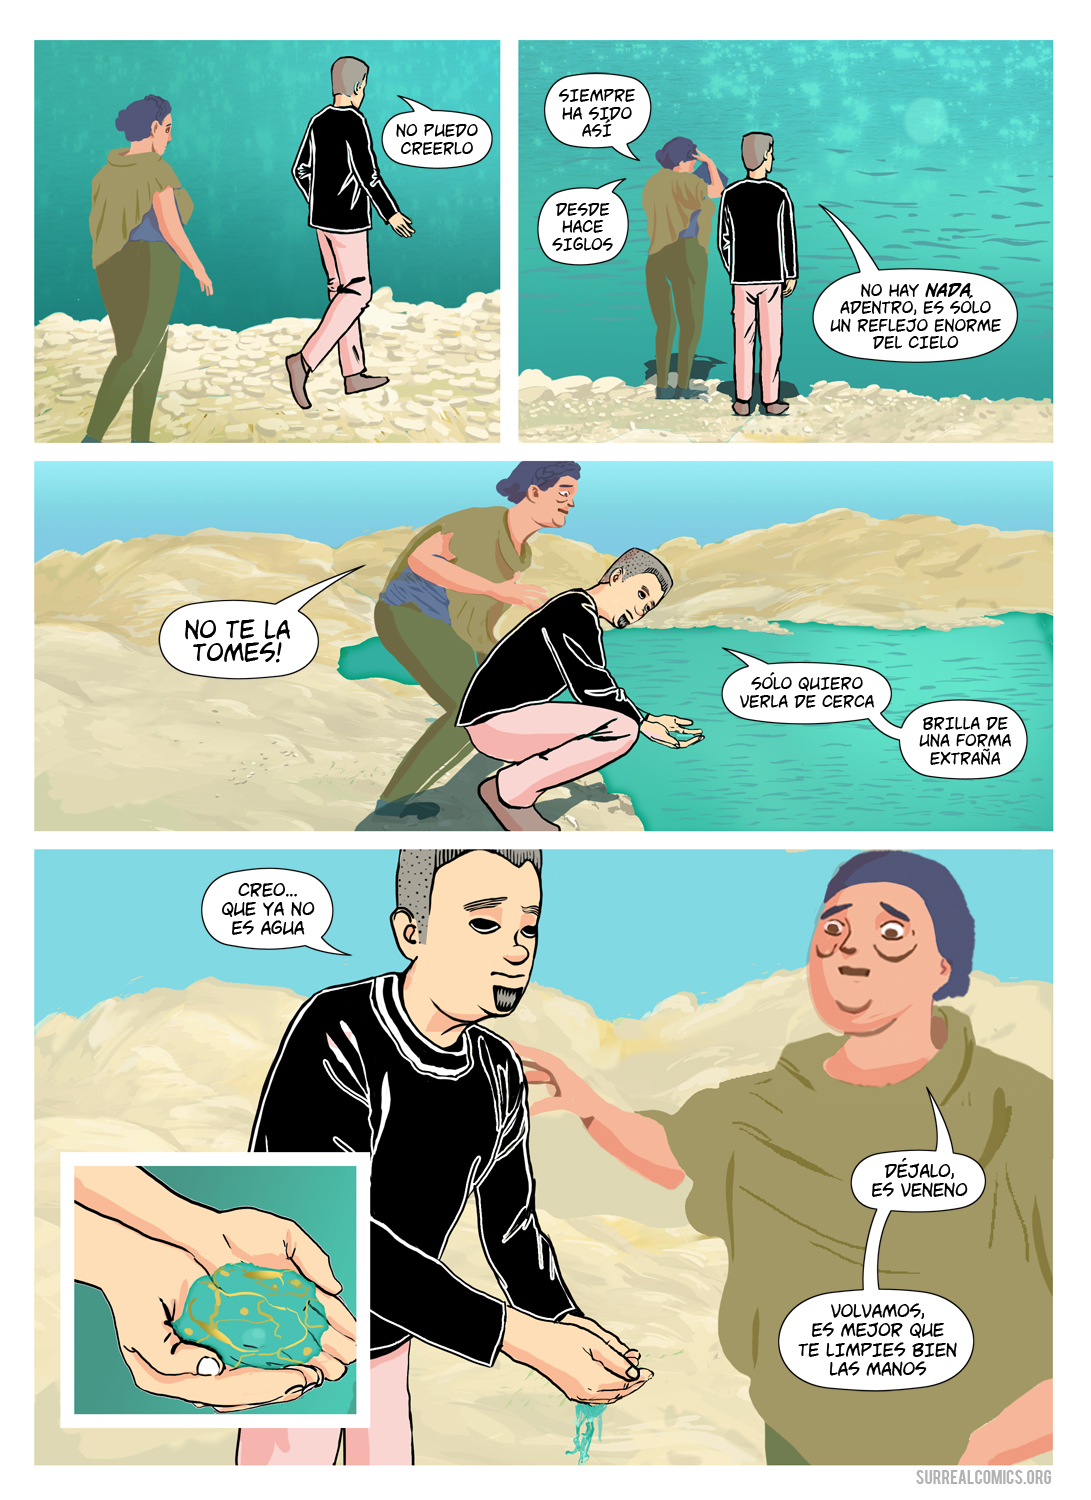 NO PUEDO
CREERLO
SIEMPRE
HA SIDO
ASÍ
DESDE
HACE
SIGLOS
NO HAY NADA
ADENTRO, ES SÓLO
UN REFLEJO ENORME
DEL CIELO
NO TE LA
TOMES!
SÓLO QUIERO
VERLA DE CERCA
BRILLA DE
UNA FORMA
EXTRAÑA
CREO...
QUE YA NO
ES AGUA
DÉJALO,
ES VENENO
VOLVAMOS,
ES MEJOR QUE
TE LIMPIES BIEN
LAS MANOS
SURREALCOMICS.ORG